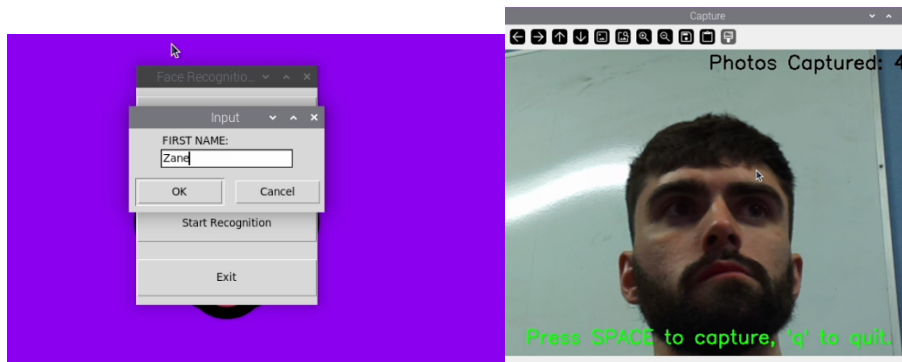 Face Recognitio...
Input
FIRST NAME:
Zane
OK
Cancel
Start Recognition
Exit
Capture
Photos Captured: 4
Press SPACE to capture, 'q' to quit.